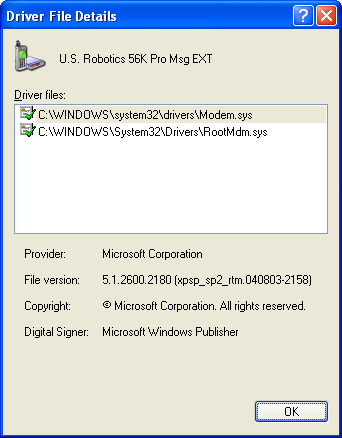 Driver File Details
U.S. Robotics 56K Pro Msg EXT
Driver files:
C:\WINDOWS\system32\drivers\Modem.sys
C:\WINDOWS\System32\Drivers\RootMdm.sys
Provider: Microsoft Corporation
File version: 5.1.2600.2180 (xpsp_sp2_rtm.040803-2158)
Copyright: © Microsoft Corporation. All rights reserved.
Digital Signer: Microsoft Windows Publisher
OK